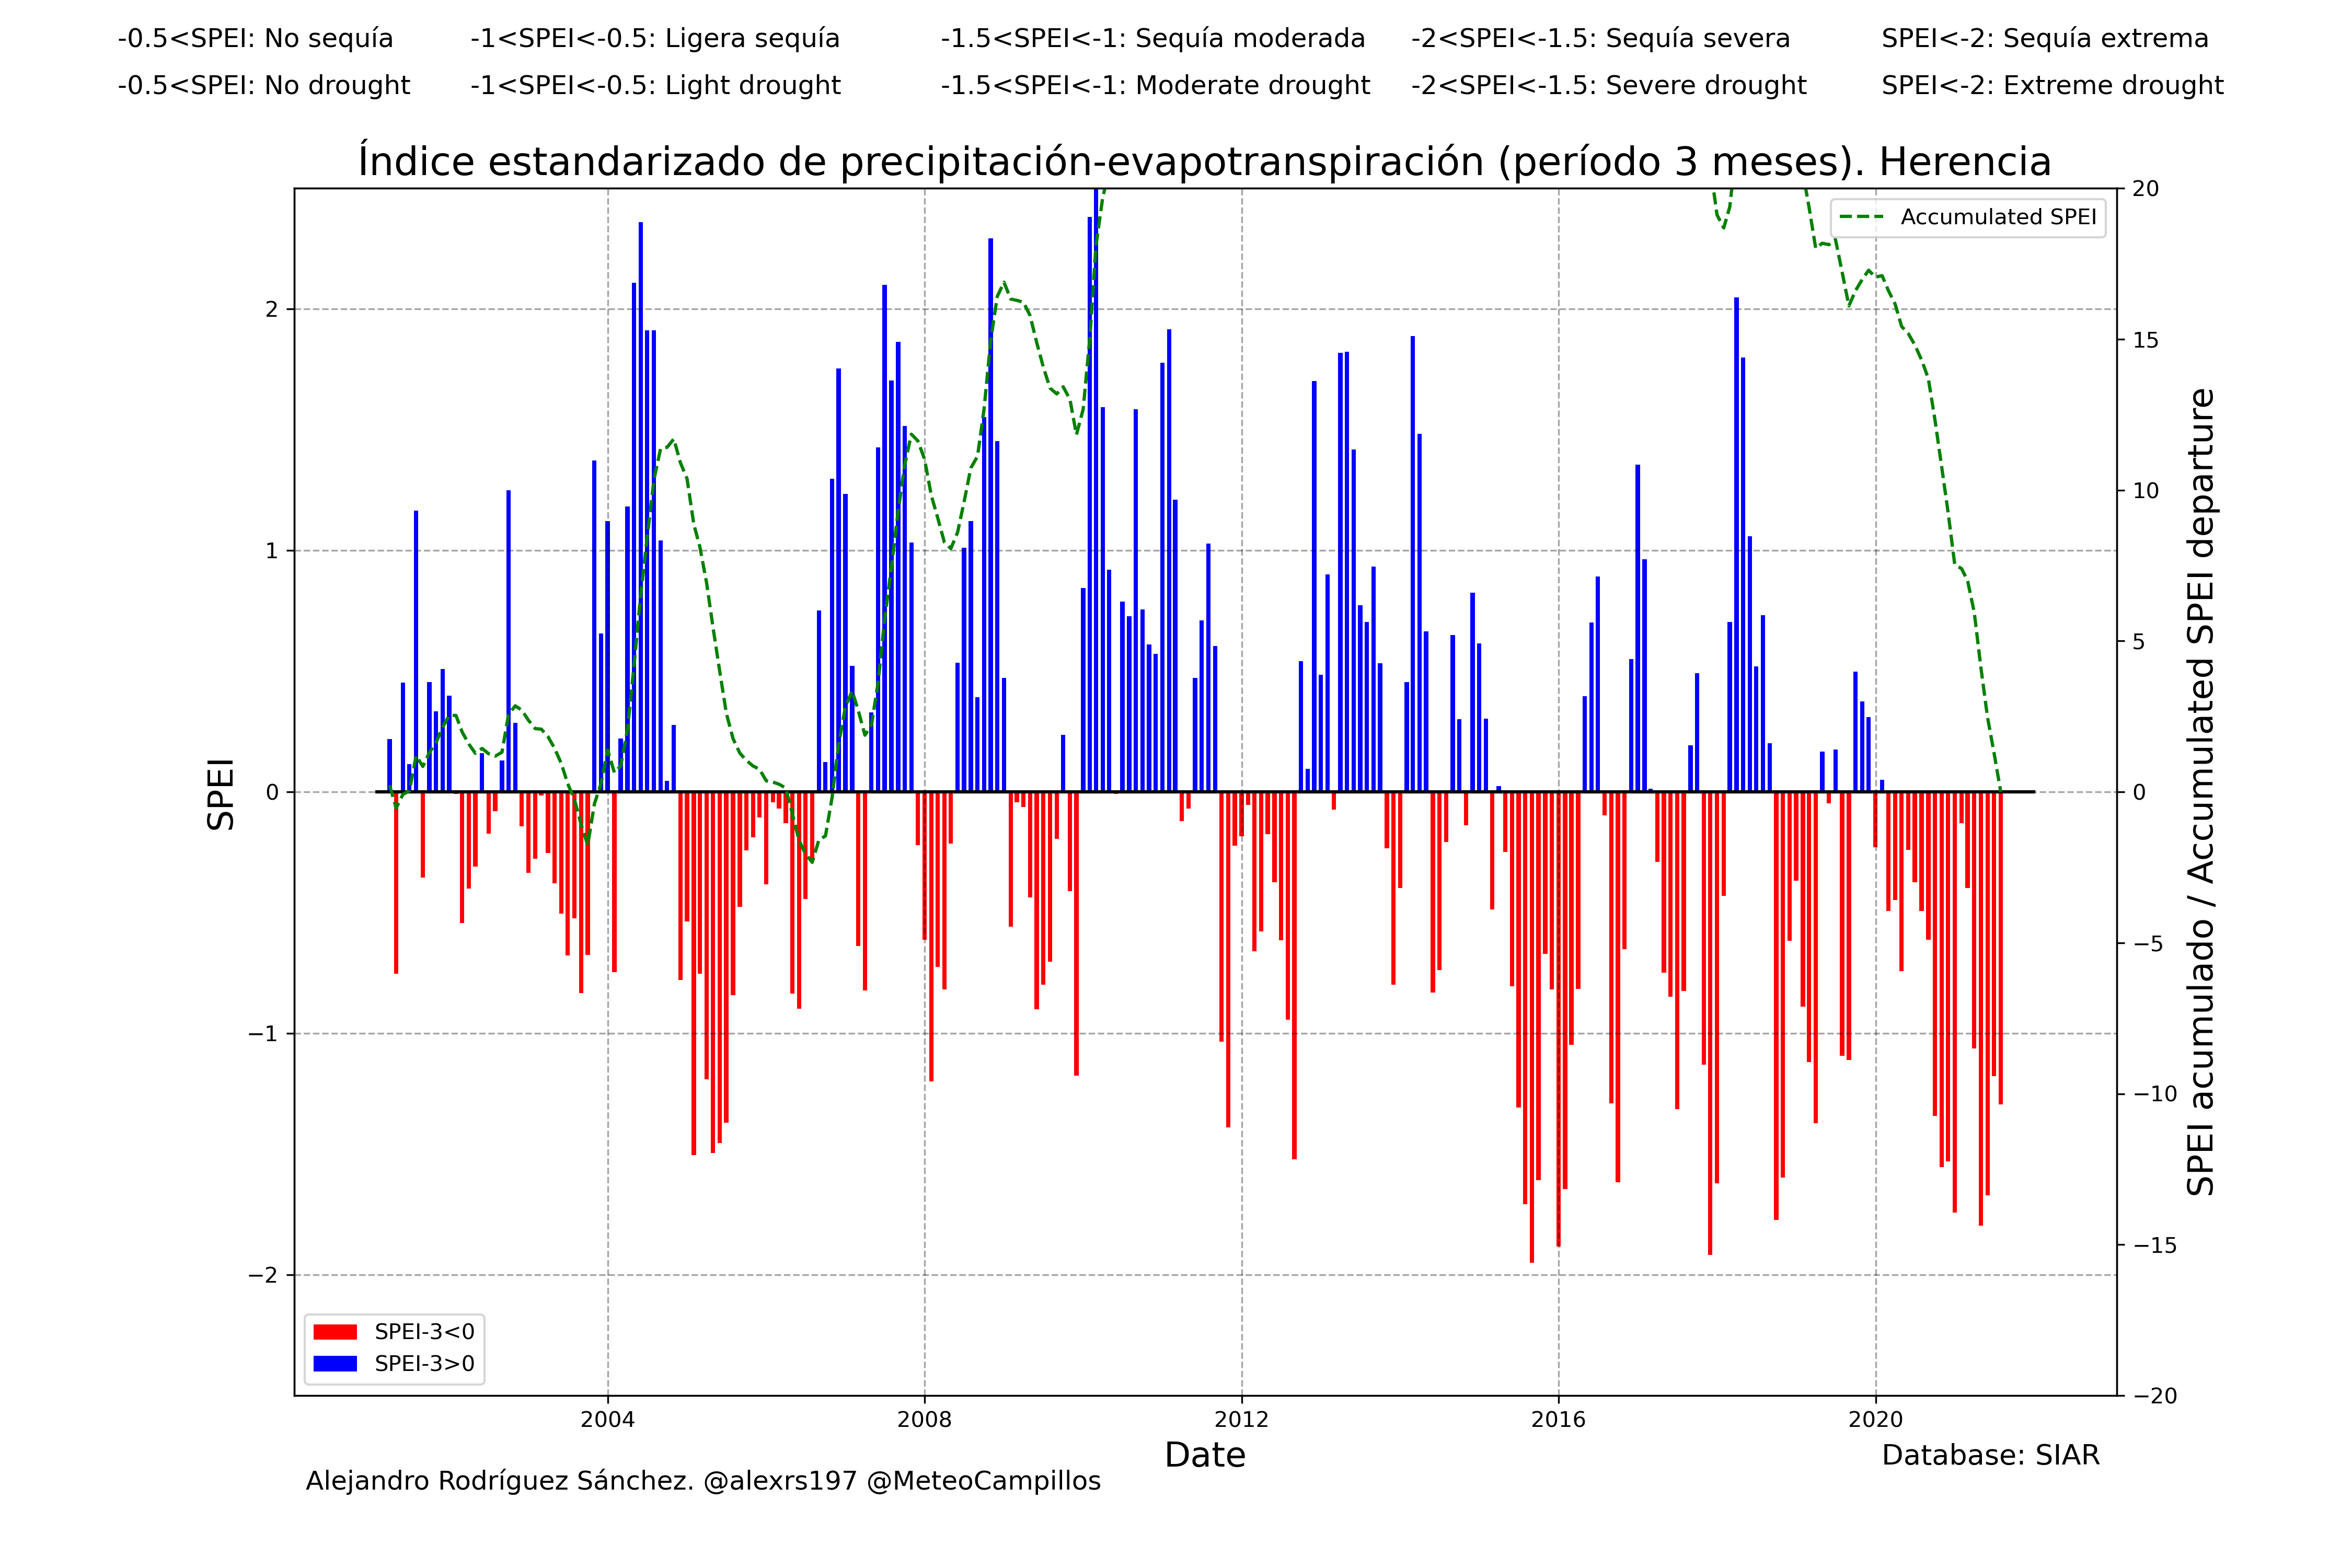 -0.5<SPEI: No sequía -1<SPEI<-0.5: Ligera sequía -1.5<SPEI<-1: Sequía moderada -2<SPEI<-1.5: Sequía severa SPEI<-2: Sequía extrema
-0.5<SPEI: No drought -1<SPEI<-0.5: Light drought -1.5<SPEI<-1: Moderate drought -2<SPEI<-1.5: Severe drought SPEI<-2: Extreme drought
Índice estandarizado de precipitación-evapotranspiración (período 3 meses). Herencia
Accumulated SPEI
SPEI
2
1
0
−1
−2
20
15
10
5
0
−5
−10
−15
−20
SPEI acumulado / Accumulated SPEI departure
SPEI-3<0
SPEI-3>0
2004 2008 2012 2016 2020
Date
Database: SIAR
Alejandro Rodríguez Sánchez. @alexrs197 @MeteoCampillos